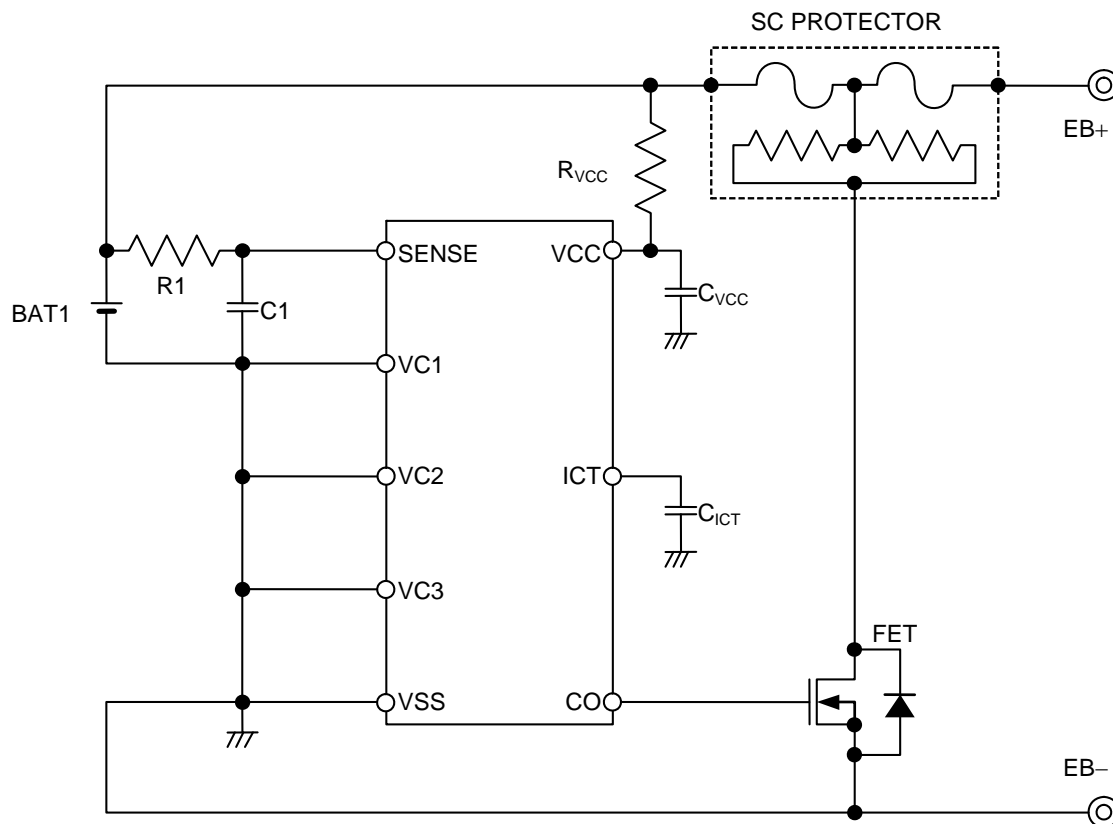 SC PROTECTOR
EB+
RVCC
SENSE
VCC
R1
BAT1
C1
CVCC
VC1
VC2
ICT
CICT
VC3
FET
VSS
CO
EB−